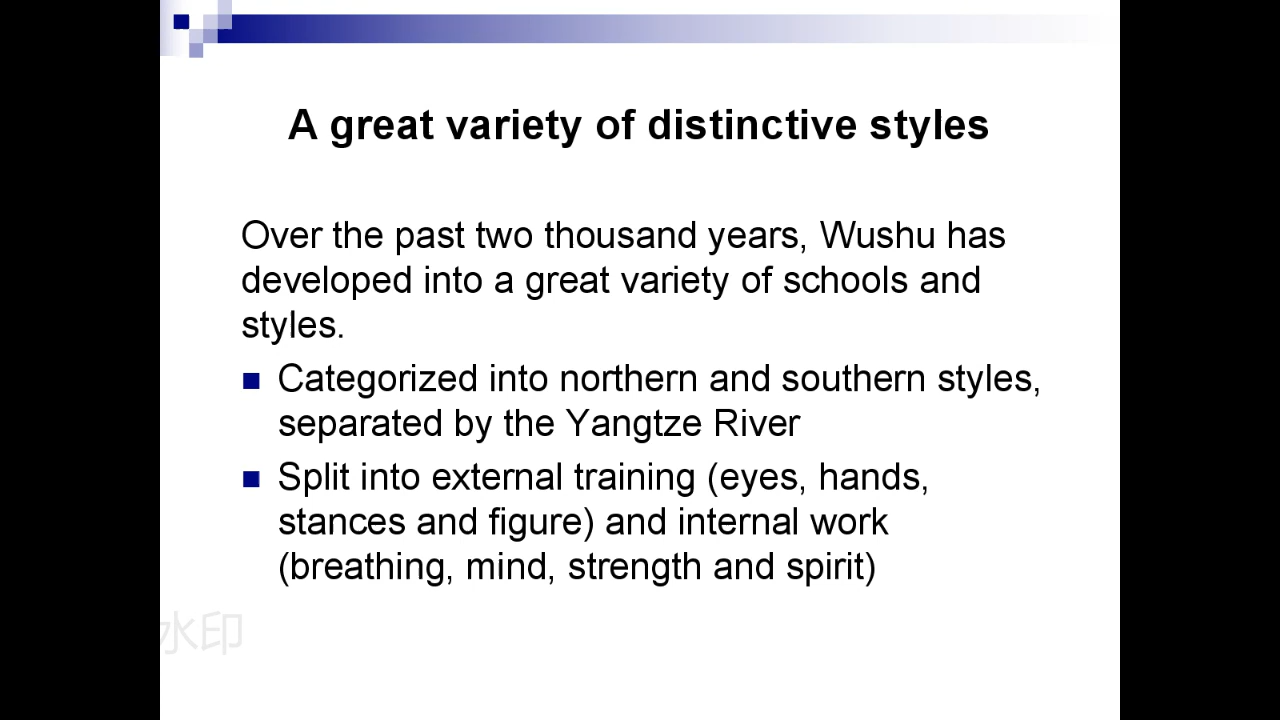 A great variety of distinctive styles
Over the past two thousand years, Wushu has
developed into a great variety of schools and
styles.
Categorized into northern and southern styles,
separated by the Yangtze River
Split into external training (eyes, hands,
stances and figure) and internal work
(breathing, mind, strength and spirit)
水印